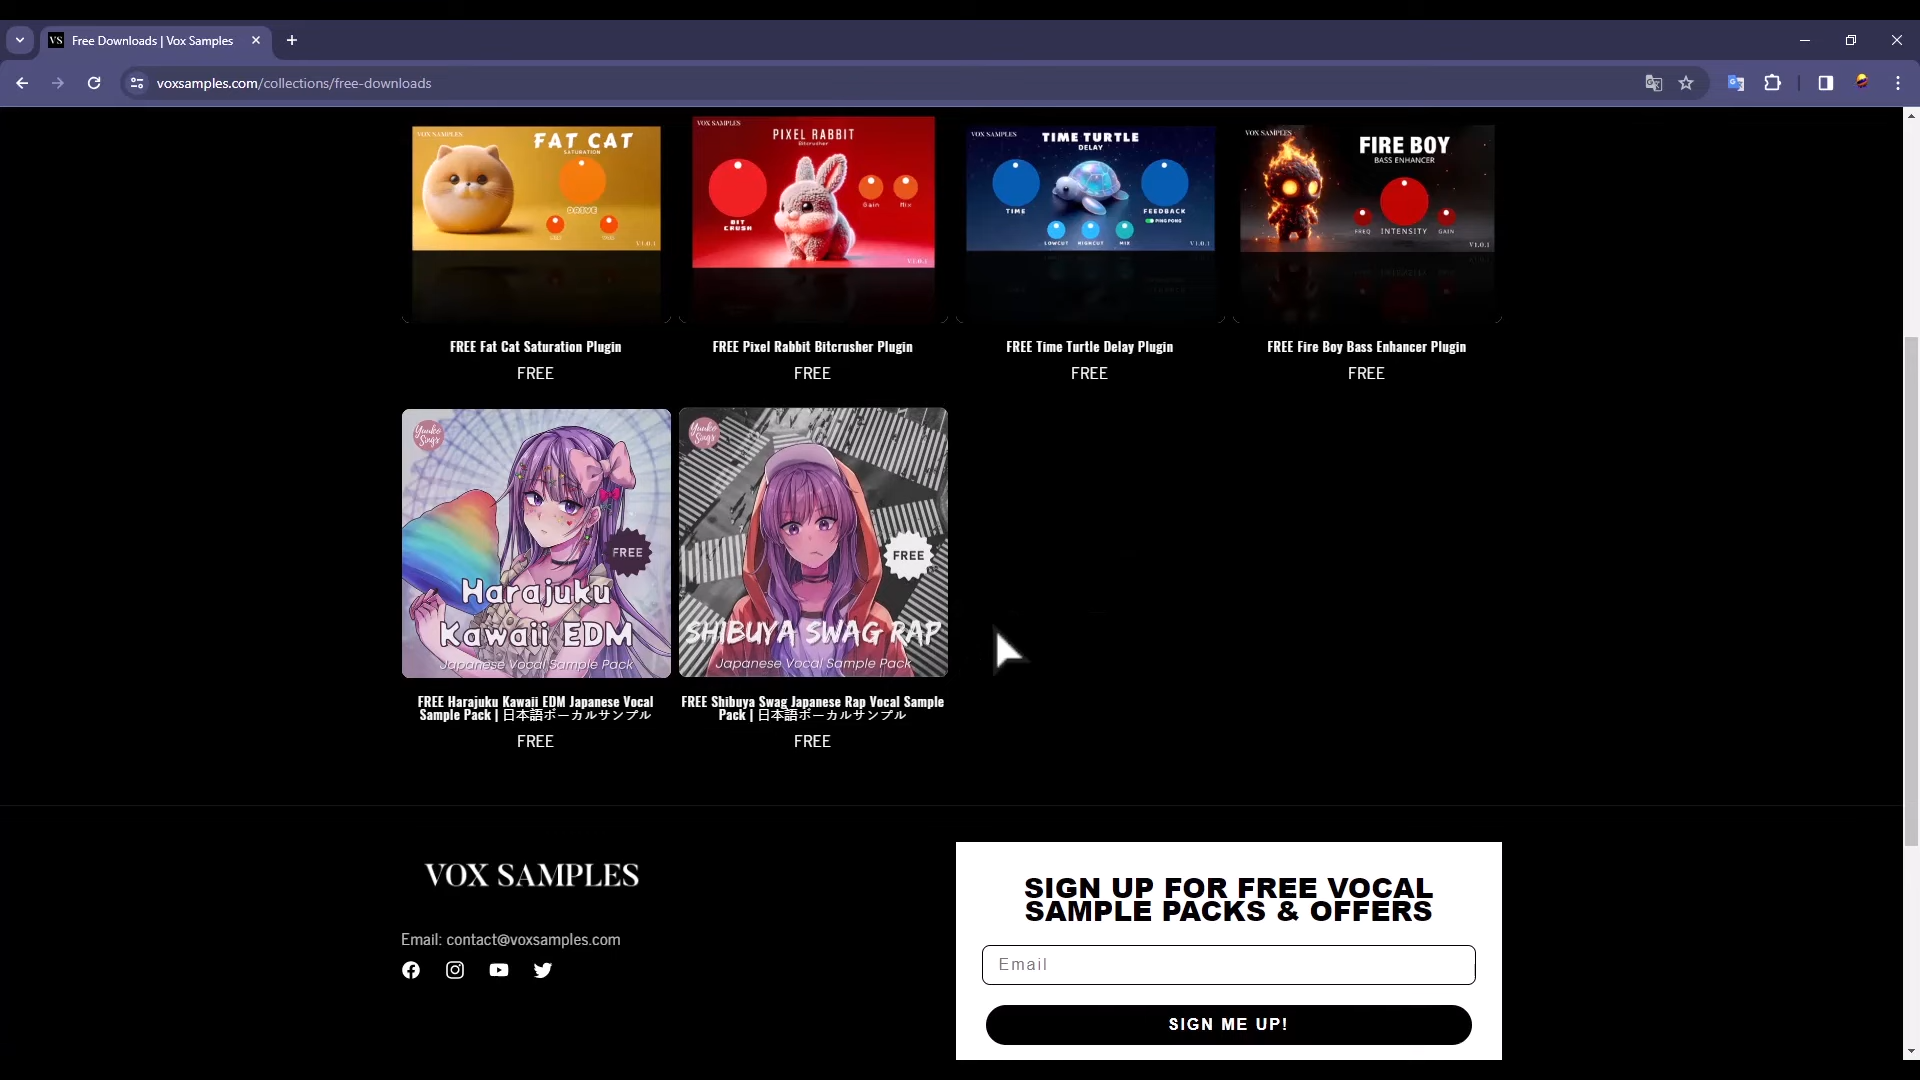 VS Free Downloads | Vox Samples
voxsamples.com/collections/free-downloads
VOX SAMPLES
FAT CAT
SATURATION
DRIVE
V1.0.1
VOX SAMPLES
PIXEL RABBIT
Bitcrusher
BIT
CRUSH
Gain
Mix
V1.0.1
VOX SAMPLES
TIME TURTLE
DELAY
TIME
FEEDBACK
PING PONG
LOWCUT
HIGHCUT
MIX
V1.0.1
VOX SAMPLES
FIRE BOY
BASS ENHANCER
FREQ
INTENSITY
GAIN
V1.0.1
FREE Fat Cat Saturation Plugin
FREE
FREE Pixel Rabbit Bitcrusher Plugin
FREE
FREE Time Turtle Delay Plugin
FREE
FREE Fire Boy Bass Enhancer Plugin
FREE
Yuuko
Sings
FREE
Harajuku
Kawaii EDM
Japanese Vocal Sample Pack
Yuuko
Sings
FREE
SHIBUYA SWAG RAP
Japanese Vocal Sample Pack
FREE Harajuku Kawaii EDM Japanese Vocal
Sample Pack | 日本語ボーカルサンプル
FREE
FREE Shibuya Swag Japanese Rap Vocal Sample
Pack | 日本語ボーカルサンプル
FREE
VOX SAMPLES
Email: contact@voxsamples.com
SIGN UP FOR FREE VOCAL
SAMPLE PACKS & OFFERS
Email
SIGN ME UP!